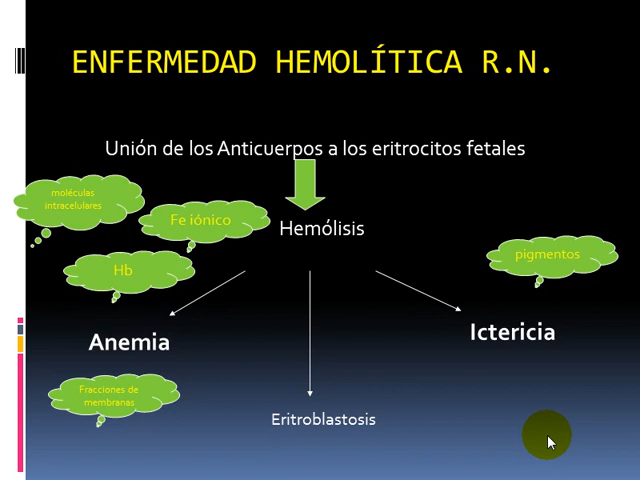 ENFERMEDAD HEMOLÍTICA R.N.
Unión de los Anticuerpos a los eritrocitos fetales
moléculas
intracelulares
Fe iónico
Hemólisis
Hb
pigmentos
Anemia
Ictericia
Fracciones de
membranas
Eritroblastosis